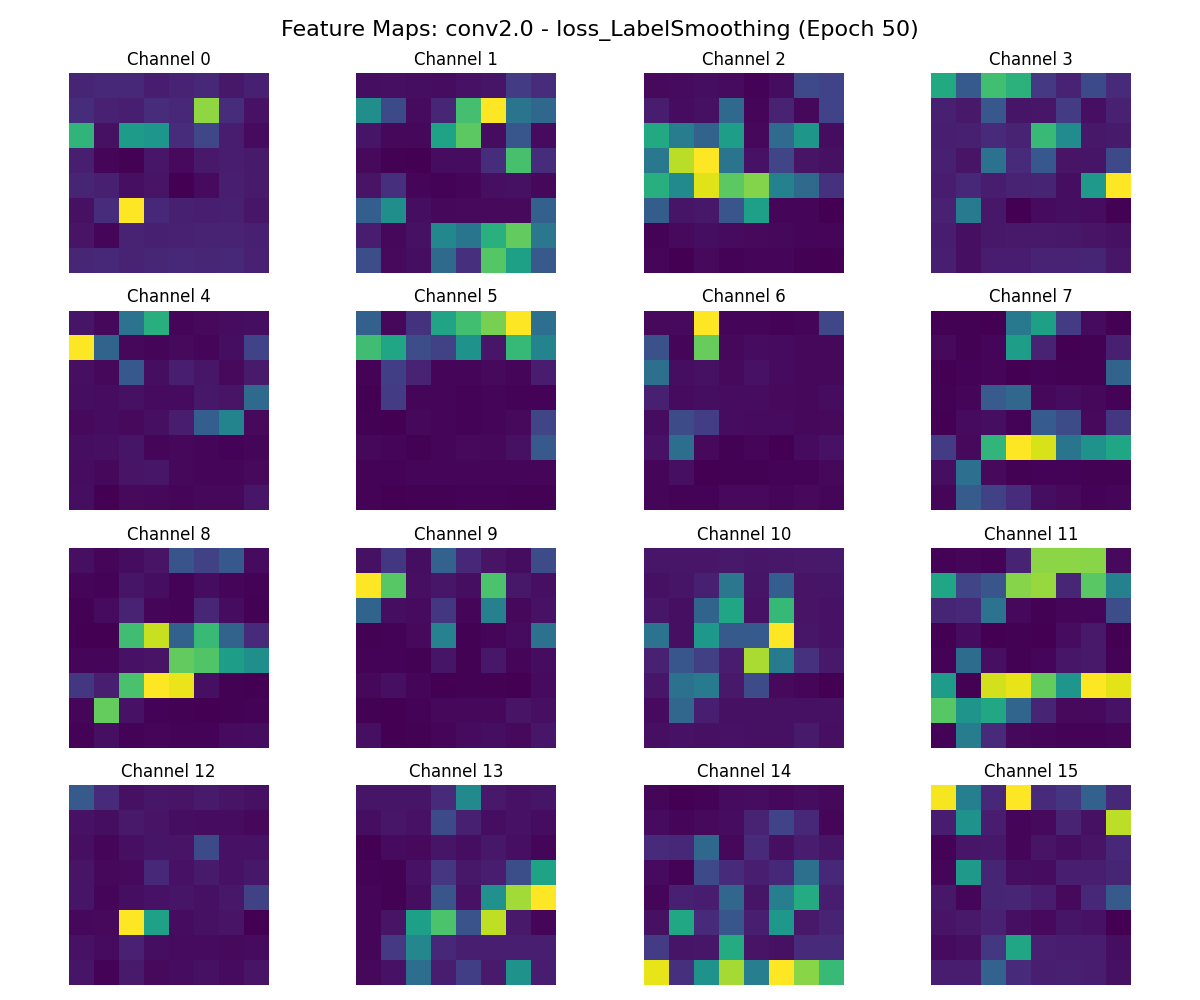 Feature Maps: conv2.0 - loss_LabelSmoothing (Epoch 50)
Channel 0
Channel 1
Channel 2
Channel 3
Channel 4
Channel 5
Channel 6
Channel 7
Channel 8
Channel 9
Channel 10
Channel 11
Channel 12
Channel 13
Channel 14
Channel 15